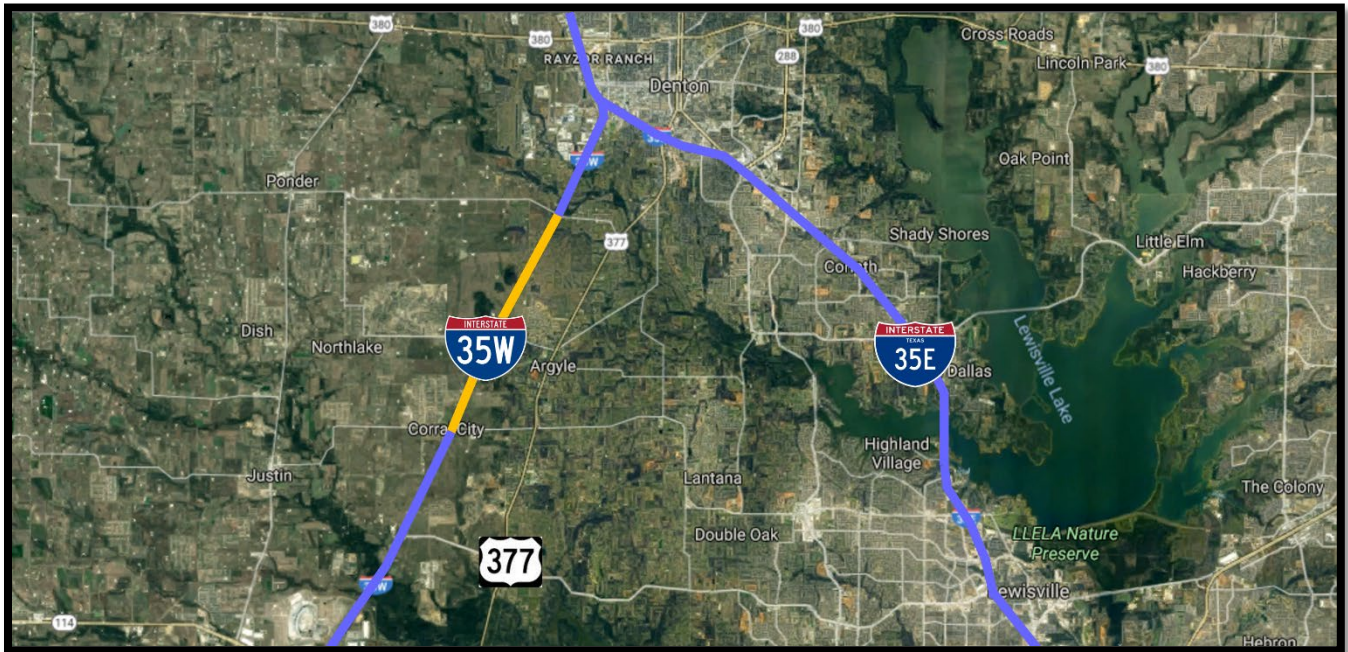 380
380
380
Cross Roads
288
RAYZOR RANCH
Lincoln Park
380
Denton
Oak Point
Ponder
377
Shady Shores
Little Elm
Hackberry
Corinth
INTERSTATE
35W
INTERSTATE
TEXAS
35E
Dish
Northlake
Argyle
Dallas
Lewisville Lake
Corral City
Highland
Village
Justin
Lantana
The Colony
Double Oak
LLELA Nature
Preserve
377
Lewisville
114
Hebron